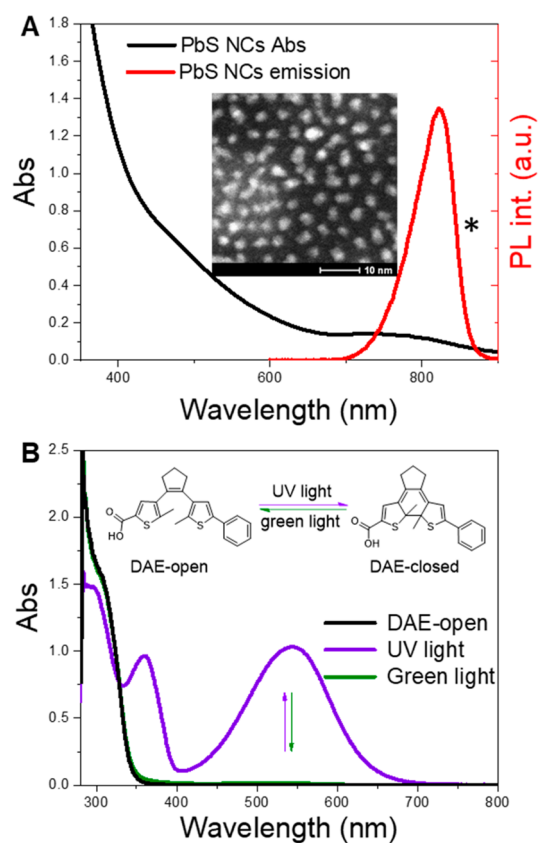 A
PbS NCs Abs
PbS NCs emission
1.8
1.6
1.4
1.2
1.0
0.8
0.6
0.4
0.2
0.0
Abs
PL int. (a.u.)
*
10 nm
400
600
800
Wavelength (nm)
B
2.5
2.0
1.5
1.0
0.5
0.0
Abs
O
HO
S
S
DAE-open
UV light
green light
O
OH
S
S
DAE-closed
DAE-open
UV light
Green light
300
400
500
600
700
800
Wavelength (nm)